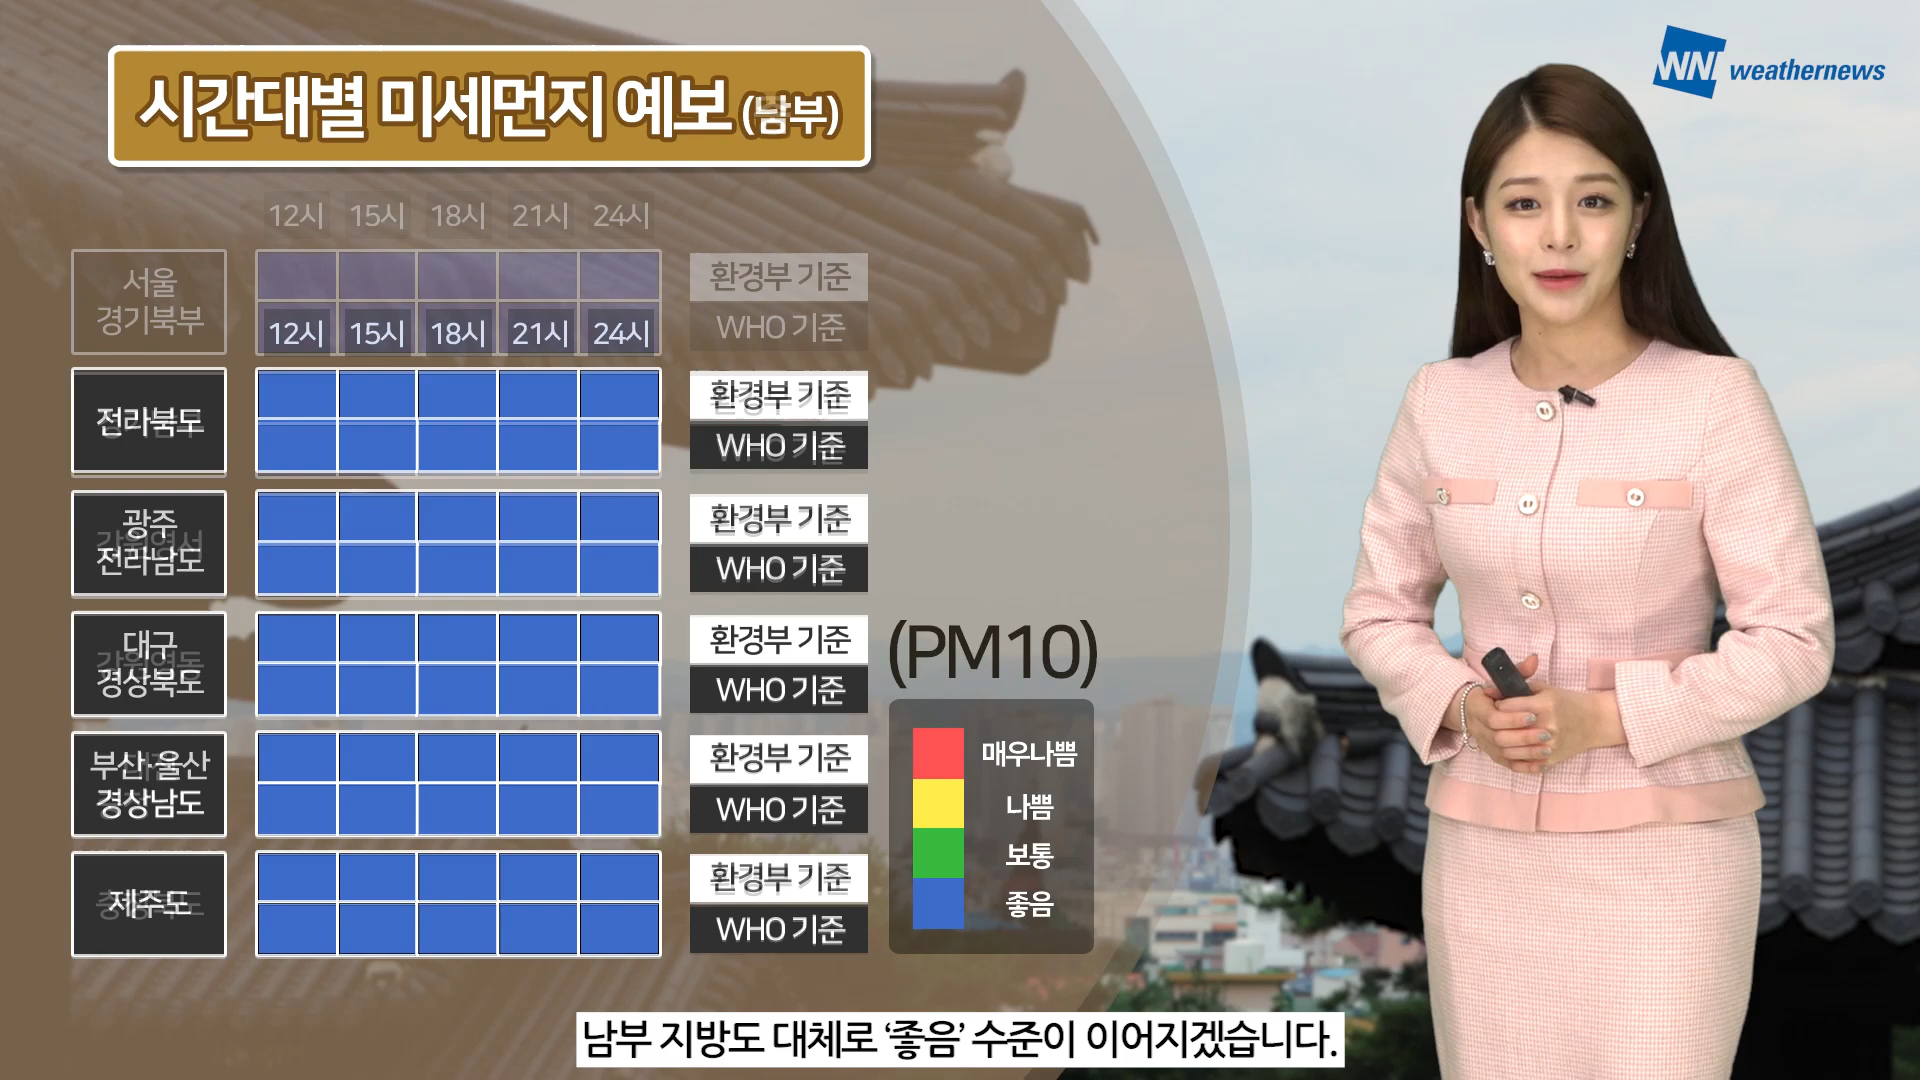 WN weathernews
시간대별 미세먼지 예보 (남부)
12시 15시 18시 21시 24시
서울
경기북부
환경부 기준
WHO 기준
12시 15시 18시 21시 24시
전라북도
환경부 기준
WHO 기준
광주
전라남도
환경부 기준
WHO 기준
대구
경상북도
환경부 기준
WHO 기준
부산·울산
경상남도
환경부 기준
WHO 기준
제주도
환경부 기준
WHO 기준
(PM10)
매우나쁨
나쁨
보통
좋음
남부 지방도 대체로 ‘좋음’ 수준이 이어지겠습니다.